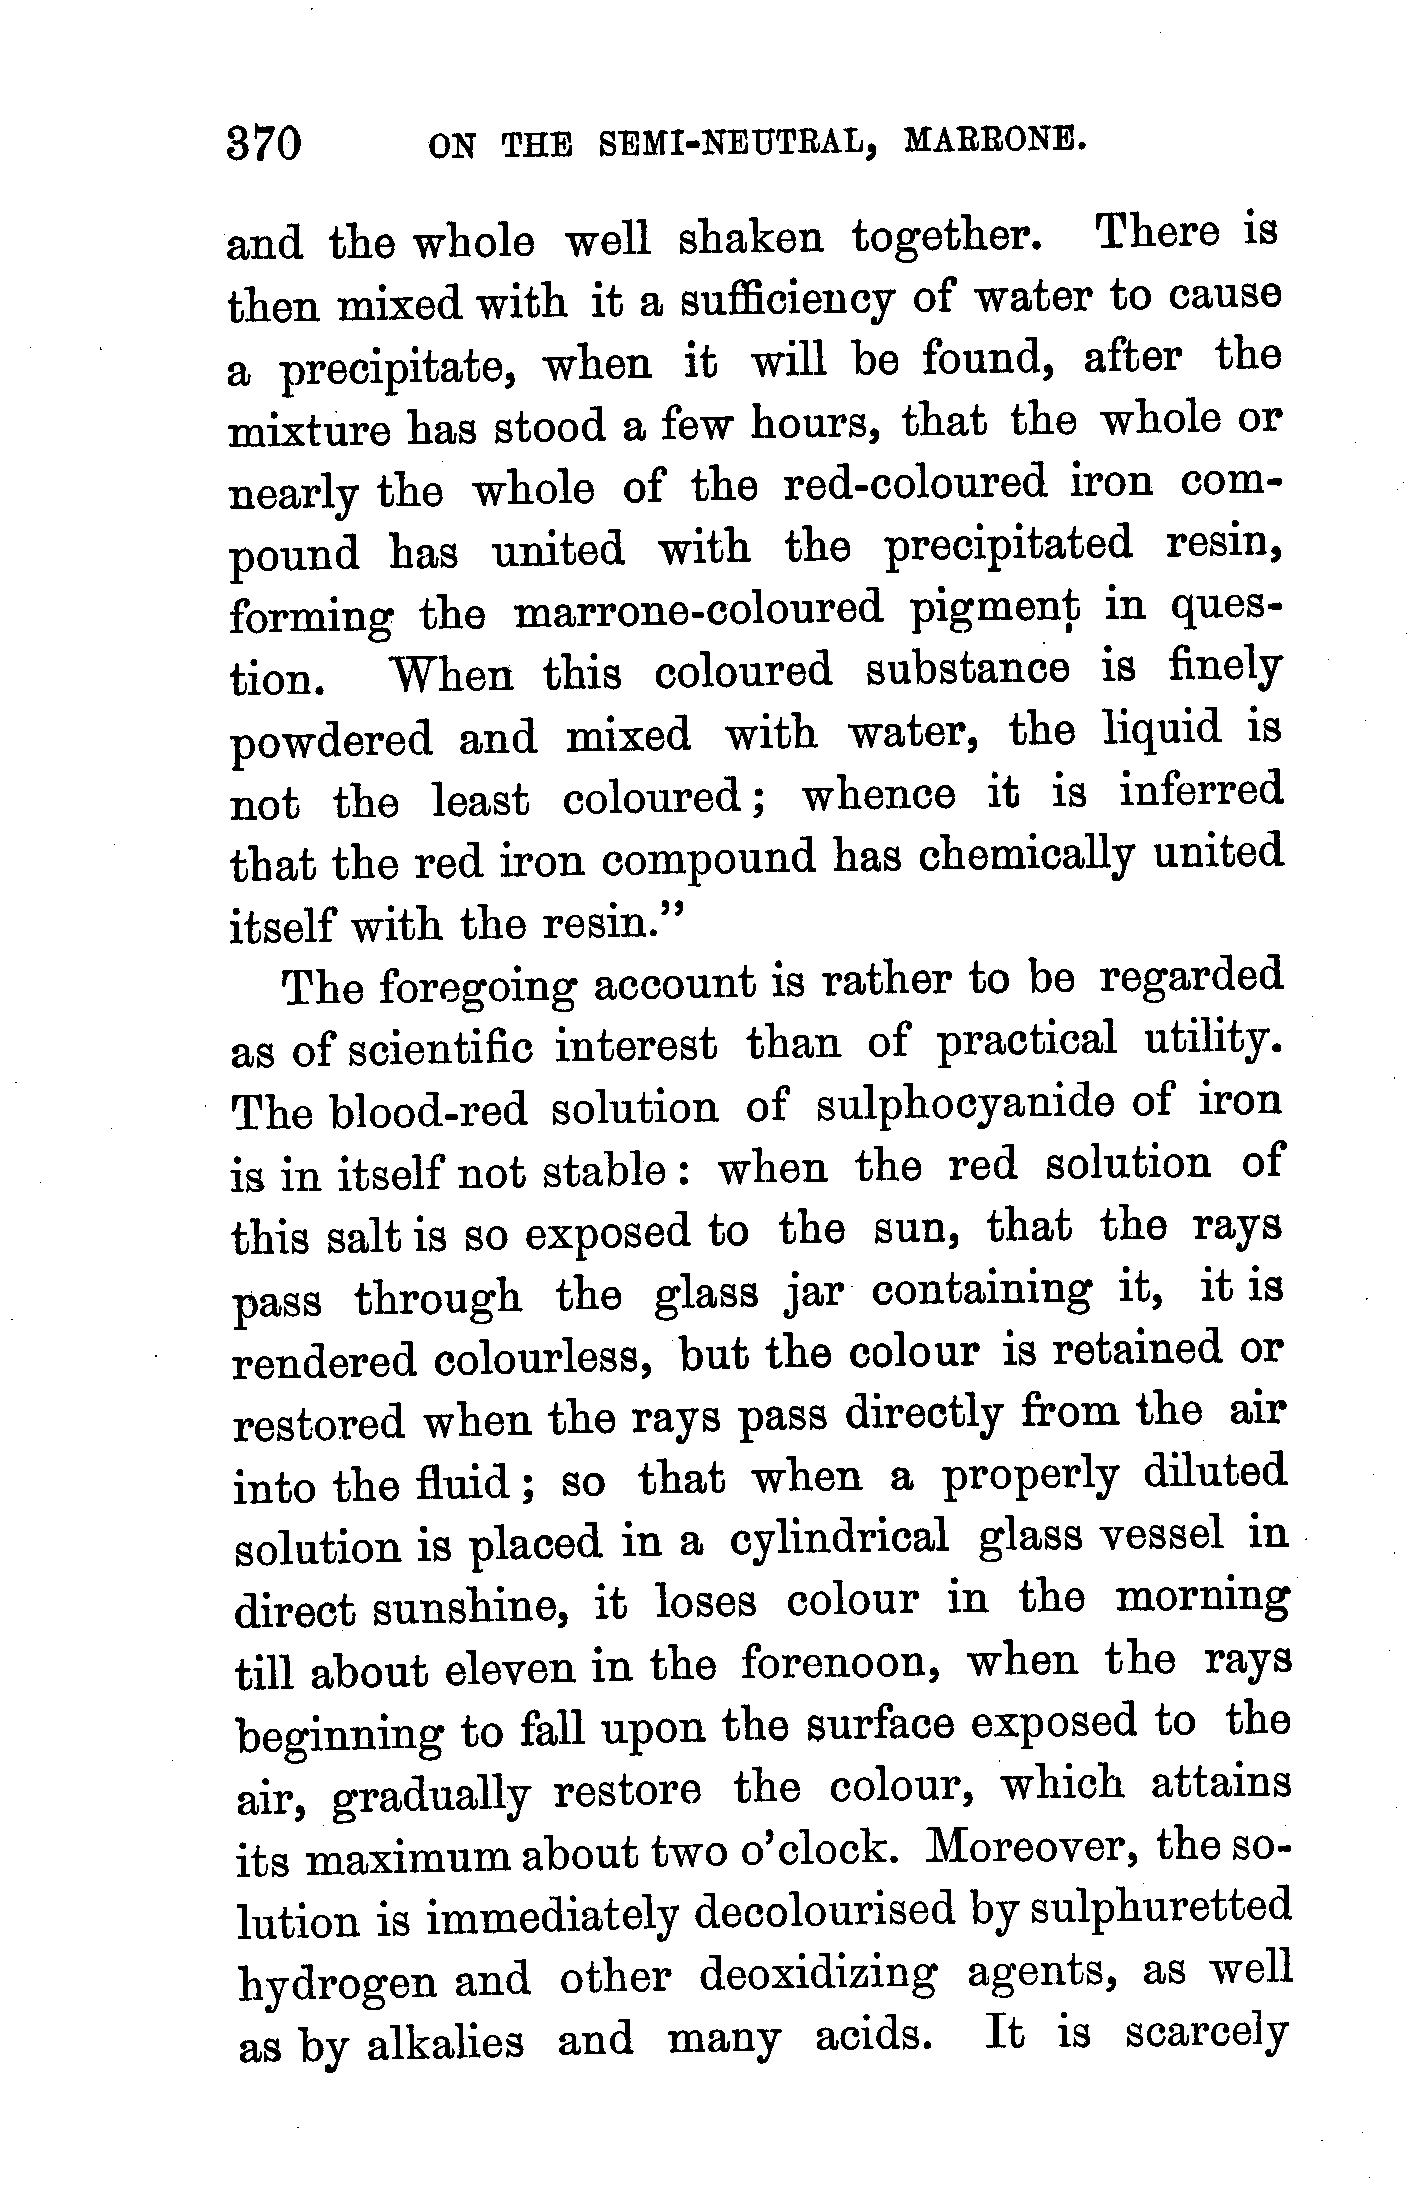 370 ON THE SEMI-NEUTRAL, MARRONE.
and the whole well shaken together. There is
then mixed with it a sufficiency of water to cause
a precipitate, when it will be found, after the
mixture has stood a few hours, that the whole or
nearly the whole of the red-coloured iron com-
pound has united with the precipitated resin,
forming the marrone-coloured pigment in ques-
tion. When this coloured substance is finely
powdered and mixed with water, the liquid is
not the least coloured; whence it is inferred
that the red iron compound has chemically united
itself with the resin.”
The foregoing account is rather to be regarded
as of scientific interest than of practical utility.
The blood-red solution of sulphocyanide of iron
is in itself not stable: when the red solution of
this salt is so exposed to the sun, that the rays
pass through the glass jar containing it, it is
rendered colourless, but the colour is retained or
restored when the rays pass directly from the air
into the fluid; so that when a properly diluted
solution is placed in a cylindrical glass vessel in
direct sunshine, it loses colour in the morning
till about eleven in the forenoon, when the rays
beginning to fall upon the surface exposed to the
air, gradually restore the colour, which attains
its maximum about two o’clock. Moreover, the so-
lution is immediately decolourised by sulphuretted
hydrogen and other deoxidizing agents, as well
as by alkalies and many acids. It is scarcely